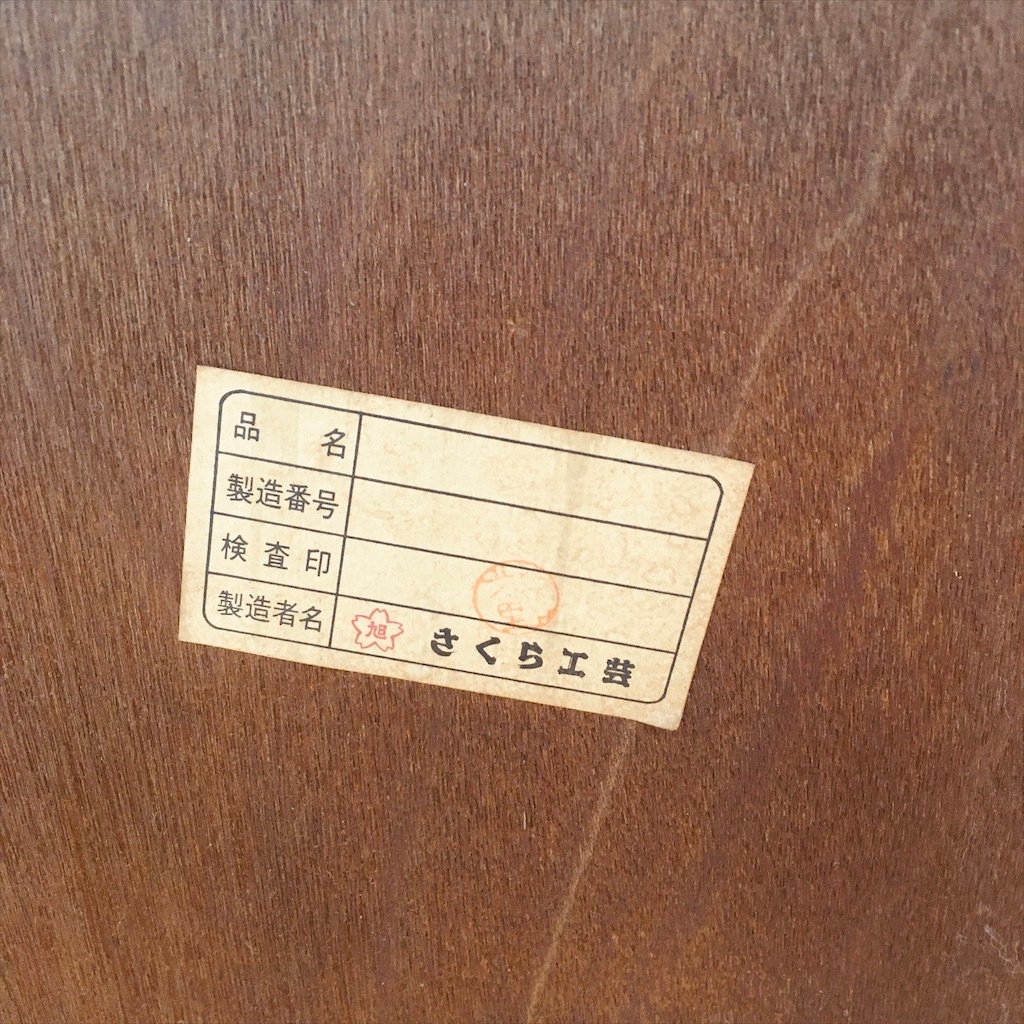 品名
製造番号
検査印
製造者名 旭 さくら工芸